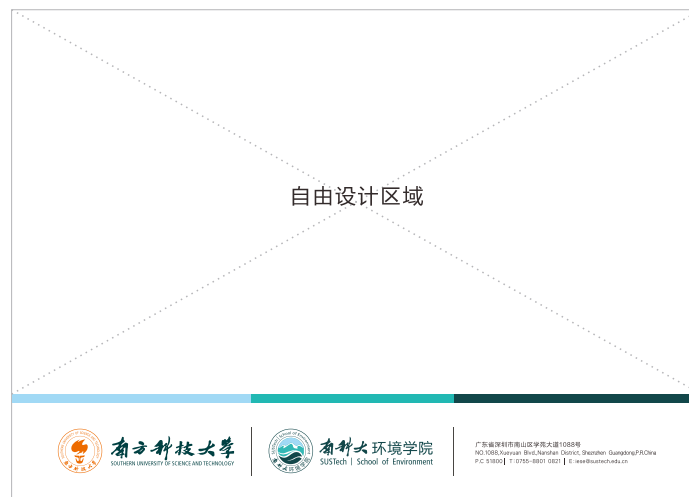 自由设计区域
南方科技大学
SOUTHERN UNIVERSITY OF SCIENCE AND TECHNOLOGY
南科大环境学院
SUSTech | School of Environment
广东省深圳市南山区学苑大道1088号
NO.1088,Xueyuan Blvd.,Nanshan District, Shenzhen Guangdong,P.R.China
P.C 51800 | T :0755-8801 0821 | E: iese@sustech.edu.cn